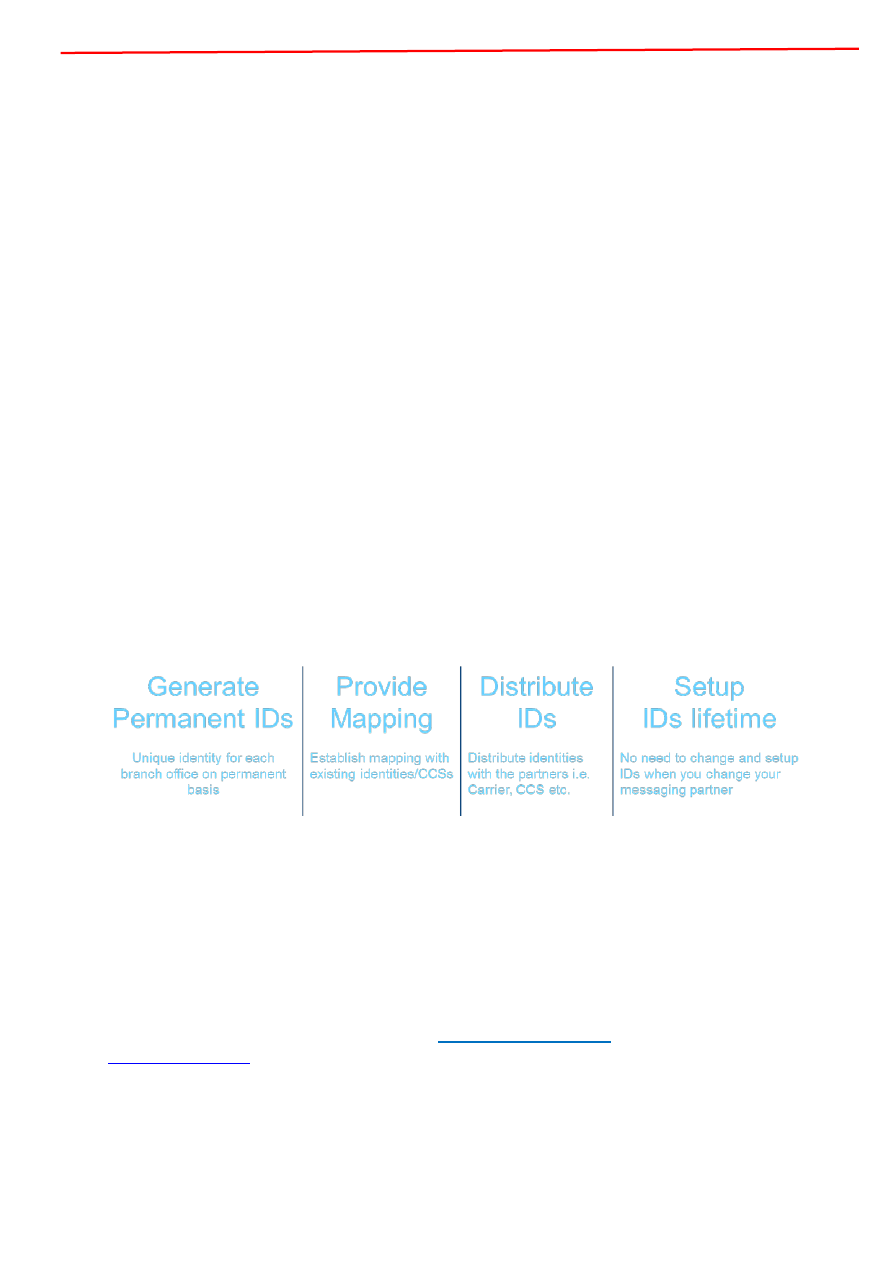 Generate
Permanent IDs
Unique identity for each
branch office on permanent
basis
Provide
Mapping
Establish mapping with
existing identities/CCSs
Distribute
IDs
Distribute identities
with the partners i.e.
Carrier, CCS etc.
Setup
IDs lifetime
No need to change and setup
IDs when you change your
messaging partner